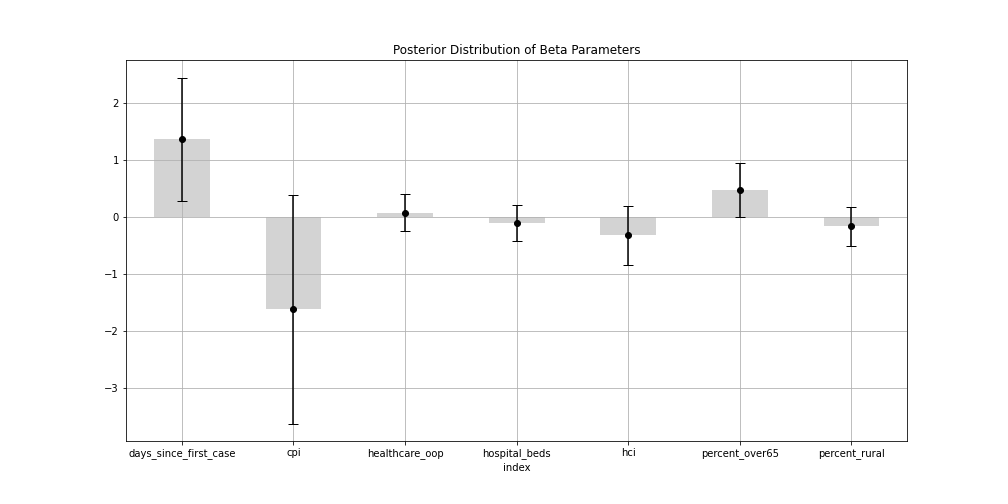 Posterior Distribution of Beta Parameters
2
1
0
−1
−2
−3
days_since_first_case cpi healthcare_oop hospital_beds hci percent_over65 percent_rural
index